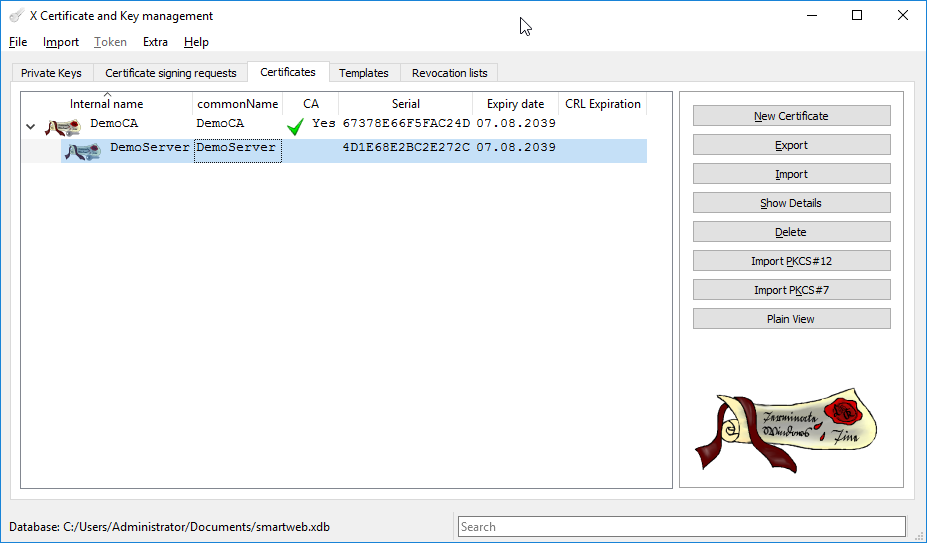 X Certificate and Key management
File Import Token Extra Help
Private Keys Certificate signing requests Certificates Templates Revocation lists
Internal name commonName CA Serial Expiry date CRL Expiration
DemoCA DemoCA Yes 67378E66F5FAC24D 07.08.2039
DemoServer DemoServer 4D1E68E2BC2E272C 07.08.2039
New Certificate
Export
Import
Show Details
Delete
Import PKCS#12
Import PKCS#7
Plain View
Windows
Fine
Database: C:/Users/Administrator/Documents/smartweb.xdb
Search